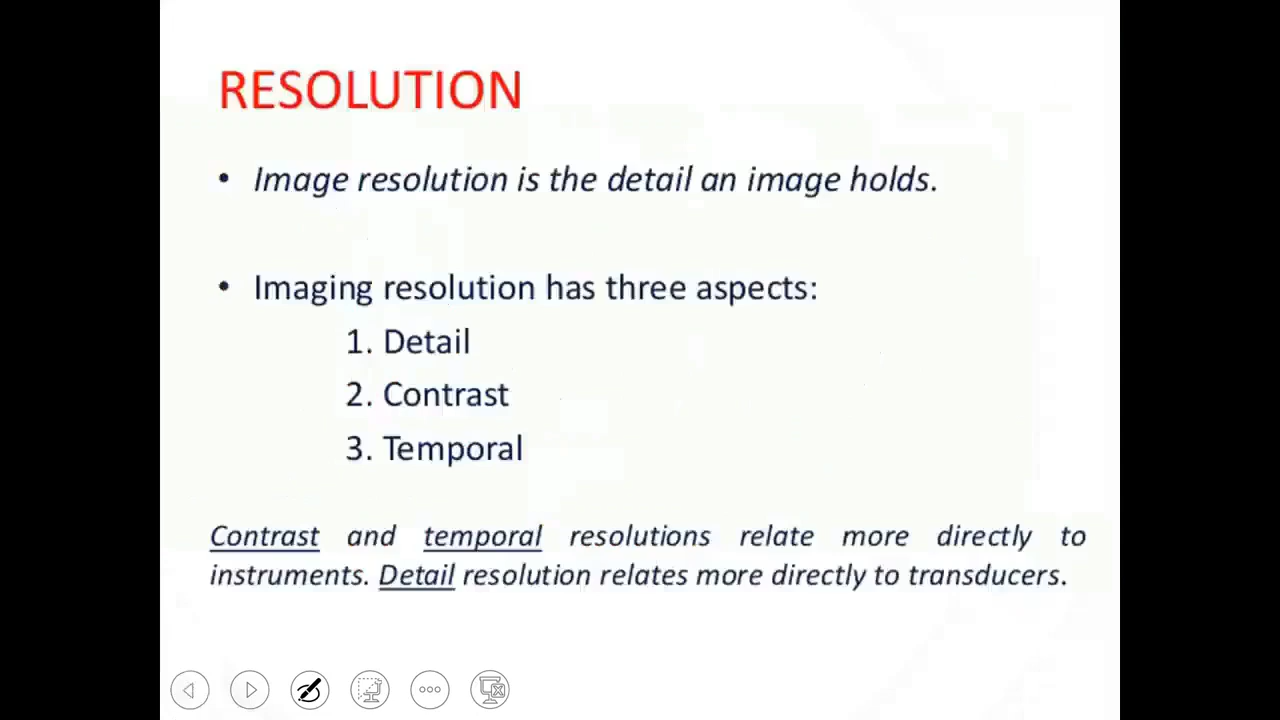 RESOLUTION
• Image resolution is the detail an image holds.
• Imaging resolution has three aspects:
1. Detail
2. Contrast
3. Temporal
Contrast and temporal resolutions relate more directly to
instruments. Detail resolution relates more directly to transducers.